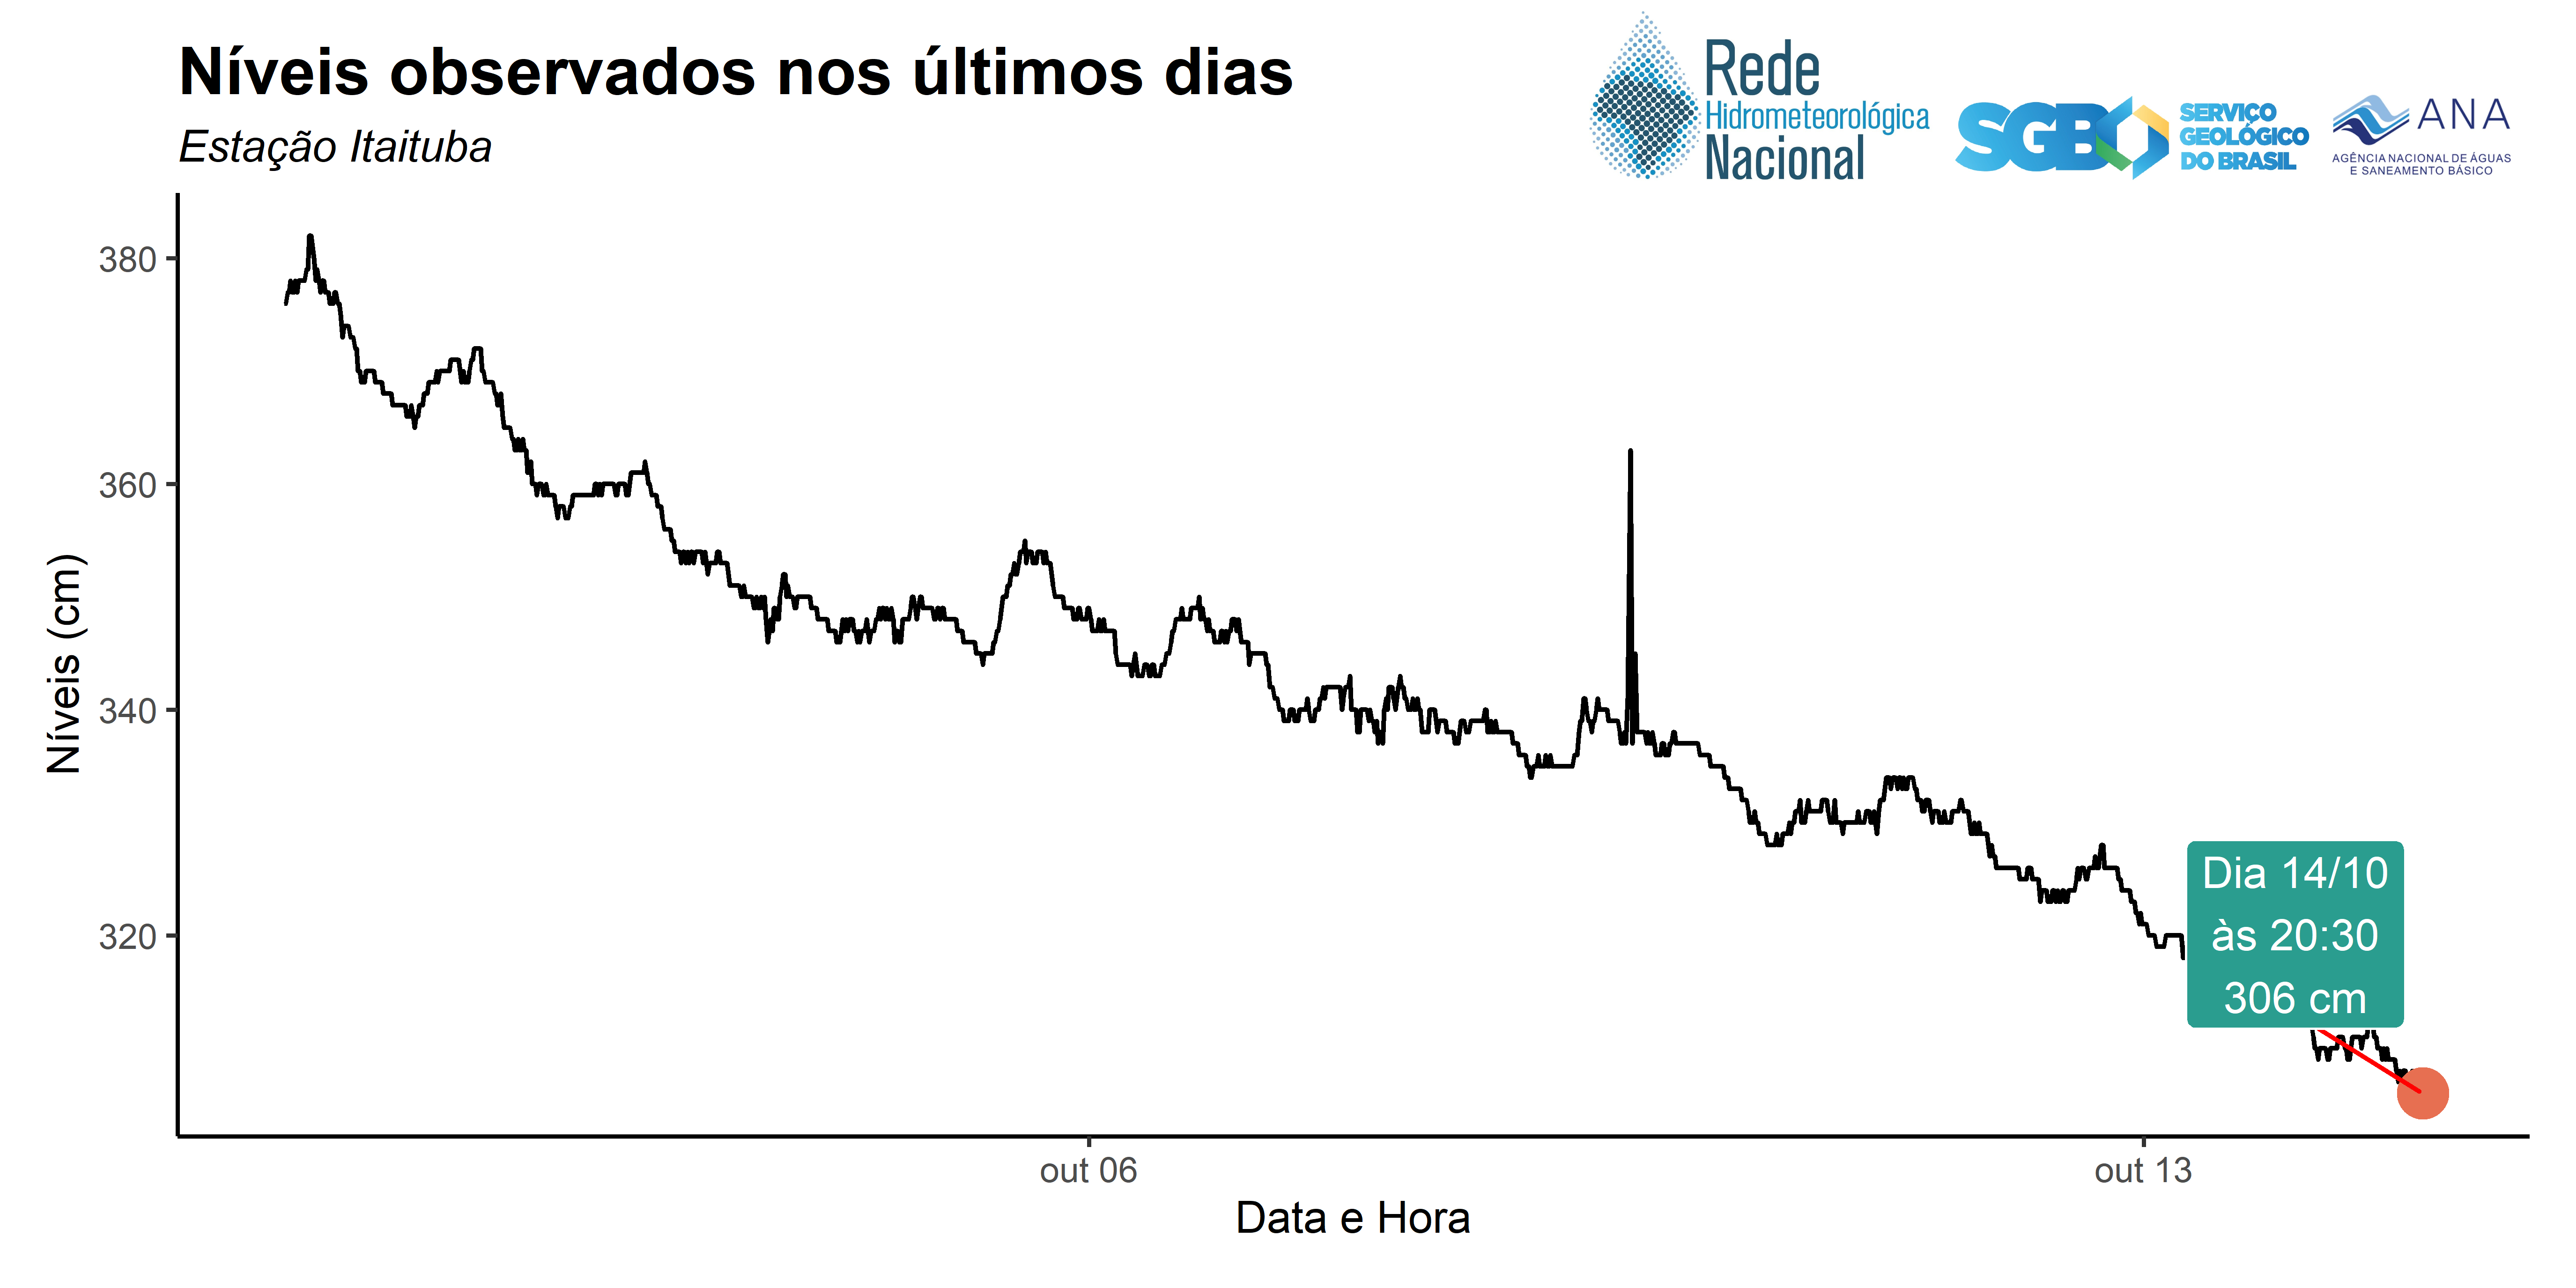 Níveis observados nos últimos dias
Estação Itaituba
Rede
Hidrometeorológica
Nacional
SGB
SERVIÇO
GEOLÓGICO
DO BRASIL
ANA
AGÊNCIA NACIONAL DE ÁGUAS
E SANEAMENTO BÁSICO
Níveis (cm)
380
360
340
320
Dia 14/10
às 20:30
306 cm
out 06
out 13
Data e Hora